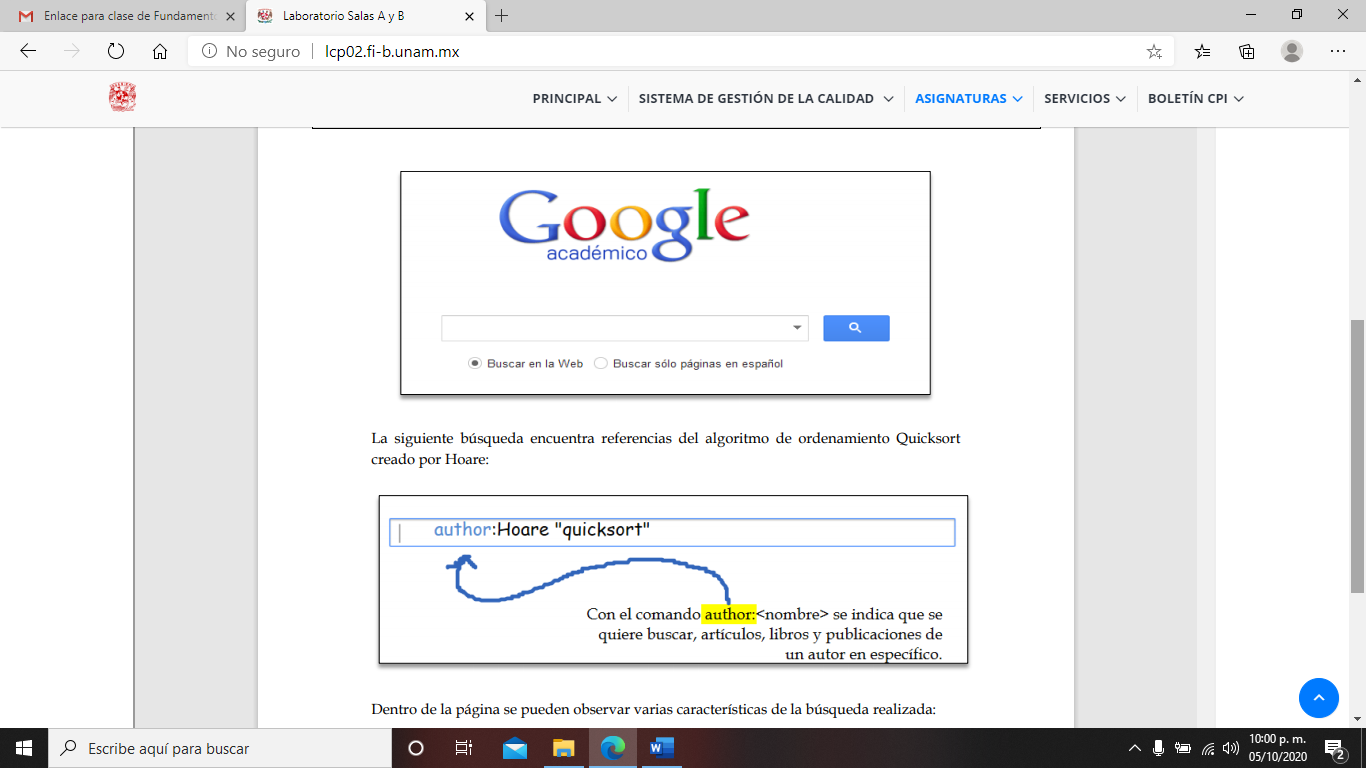 Enlace para clase de Fundament
Laboratorio Salas A y B
No seguro
lcp02.fi-b.unam.mx
PRINCIPAL
SISTEMA DE GESTIÓN DE LA CALIDAD
ASIGNATURAS
SERVICIOS
BOLETÍN CPI
Google
académico
Buscar en la Web
Buscar sólo páginas en español
La siguiente búsqueda encuentra referencias del algoritmo de ordenamiento Quicksort
creado por Hoare:
author:Hoare "quicksort"
Con el comando author:<nombre> se indica que se
quiere buscar, artículos, libros y publicaciones de
un autor en específico.
Dentro de la página se pueden observar varias características de la búsqueda realizada:
Escribe aquí para buscar
10:00 p. m.
05/10/2020
2